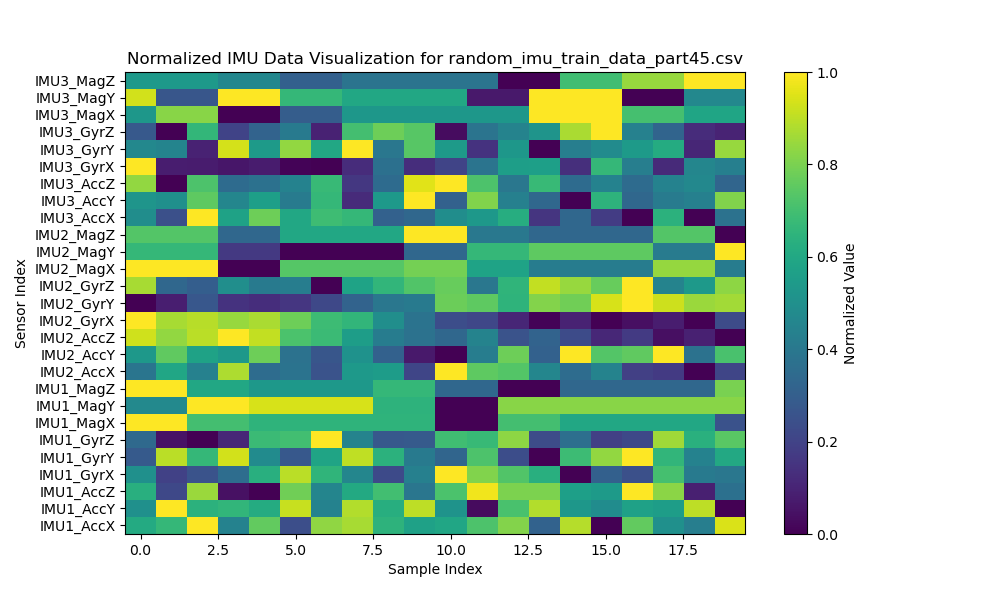 Normalized IMU Data Visualization for random_imu_train_data_part45.csv
IMU3_MagZ
IMU3_MagY
IMU3_MagX
IMU3_GyrZ
IMU3_GyrY
IMU3_GyrX
IMU3_AccZ
IMU3_AccY
IMU3_AccX
IMU2_MagZ
IMU2_MagY
IMU2_MagX
IMU2_GyrZ
IMU2_GyrY
IMU2_GyrX
IMU2_AccZ
IMU2_AccY
IMU2_AccX
IMU1_MagZ
IMU1_MagY
IMU1_MagX
IMU1_GyrZ
IMU1_GyrY
IMU1_GyrX
IMU1_AccZ
IMU1_AccY
IMU1_AccX
Sensor Index
0.0 2.5 5.0 7.5 10.0 12.5 15.0 17.5
Sample Index
1.0
0.8
0.6
0.4
0.2
0.0
Normalized Value